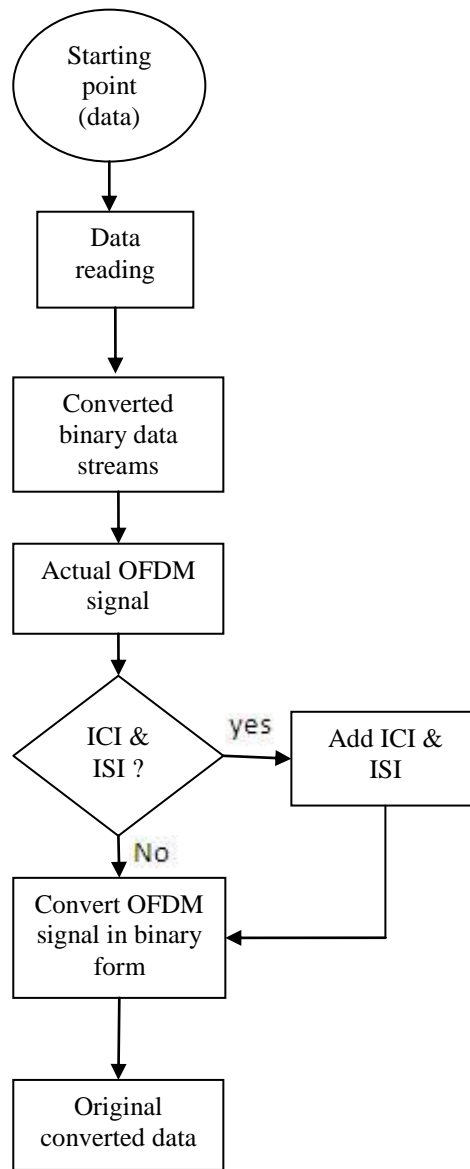 Starting
point
(data)
Data
reading
Converted
binary data
streams
Actual OFDM
signal
ICI &
ISI ?
yes
Add ICI &
ISI
No
Convert OFDM
signal in binary
form
Original
converted data